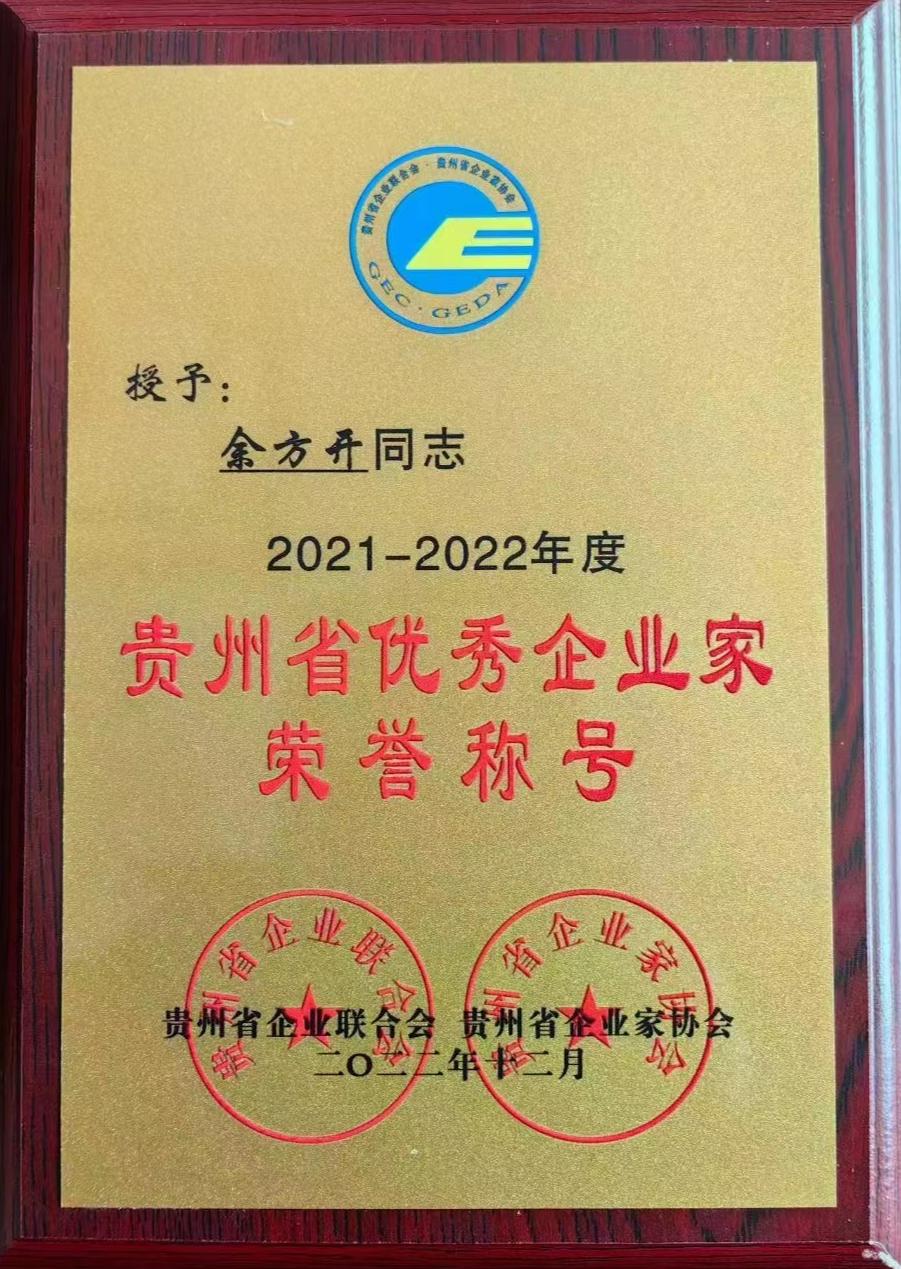 贵州省企业联合会 · 贵州省企业家协会
GEC · GEDA
授予：
余方开同志
2021-2022年度
贵州省优秀企业家
荣誉称号
贵州省企业联合会
贵州省企业家协会
贵州省企业联合会 贵州省企业家协会
二〇二二年十二月